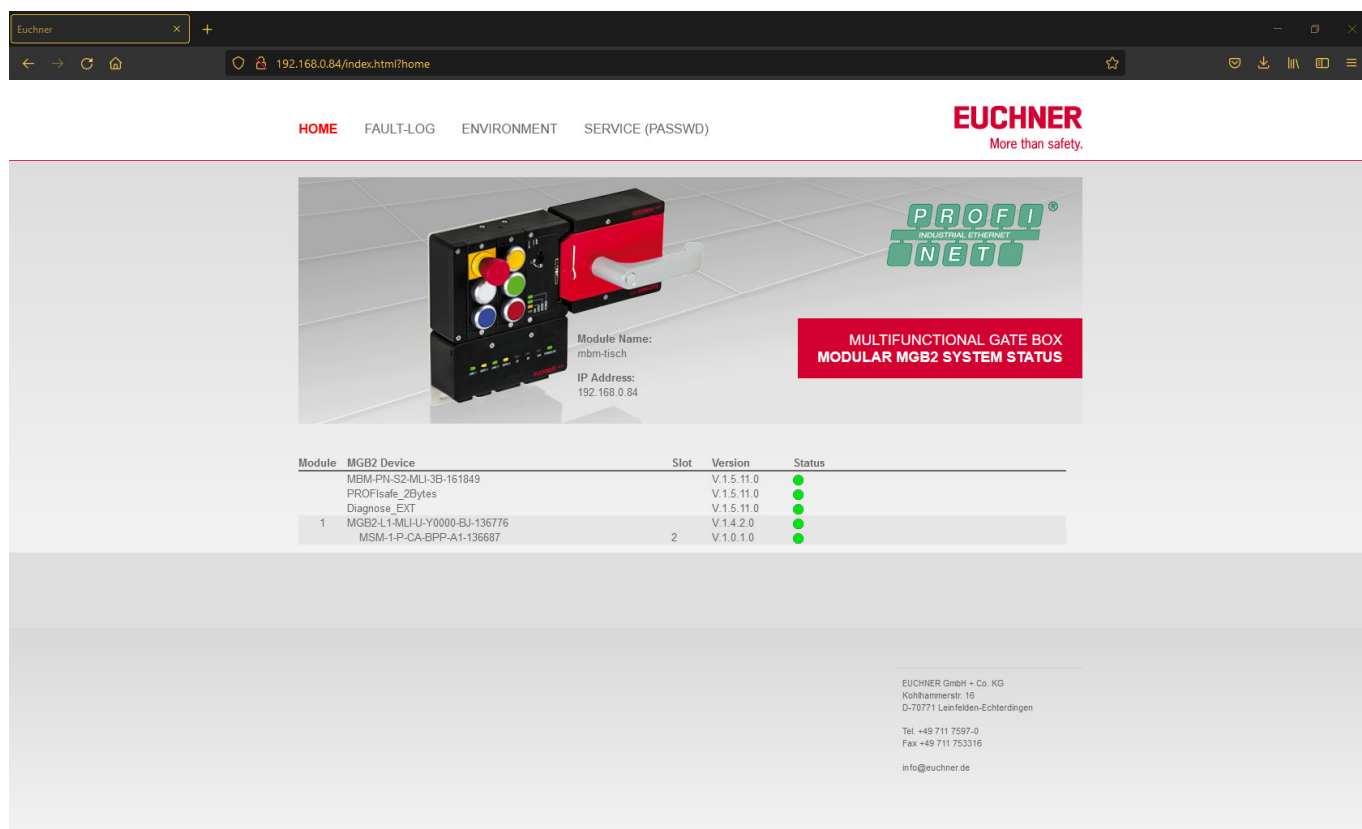 Euchner
192.168.0.84/index.html?home
HOME FAULT-LOG ENVIRONMENT SERVICE (PASSWD)
EUCHNER
More than safety.
PROFI®
INDUSTRIAL ETHERNET
NET
Module Name:
mbm-tisch
IP Address:
192.168.0.84
MULTIFUNCTIONAL GATE BOX
MODULAR MGB2 SYSTEM STATUS
Module MGB2 Device Slot Version Status
MBM-PN-S2-MLI-3B-161849 V.1.5.11.0
PROFIsafe_2Bytes V.1.5.11.0
Diagnose_EXT V.1.5.11.0
1 MGB2-L1-MLI-U-Y0000-BJ-136776 V.1.4.2.0
MSM-1-P-CA-BPP-A1-136687 2 V.1.0.1.0
EUCHNER GmbH + Co. KG
Kohlhammerstr. 16
D-70771 Leinfelden-Echterdingen
Tel. +49 711 7597-0
Fax +49 711 753316
info@euchner.de